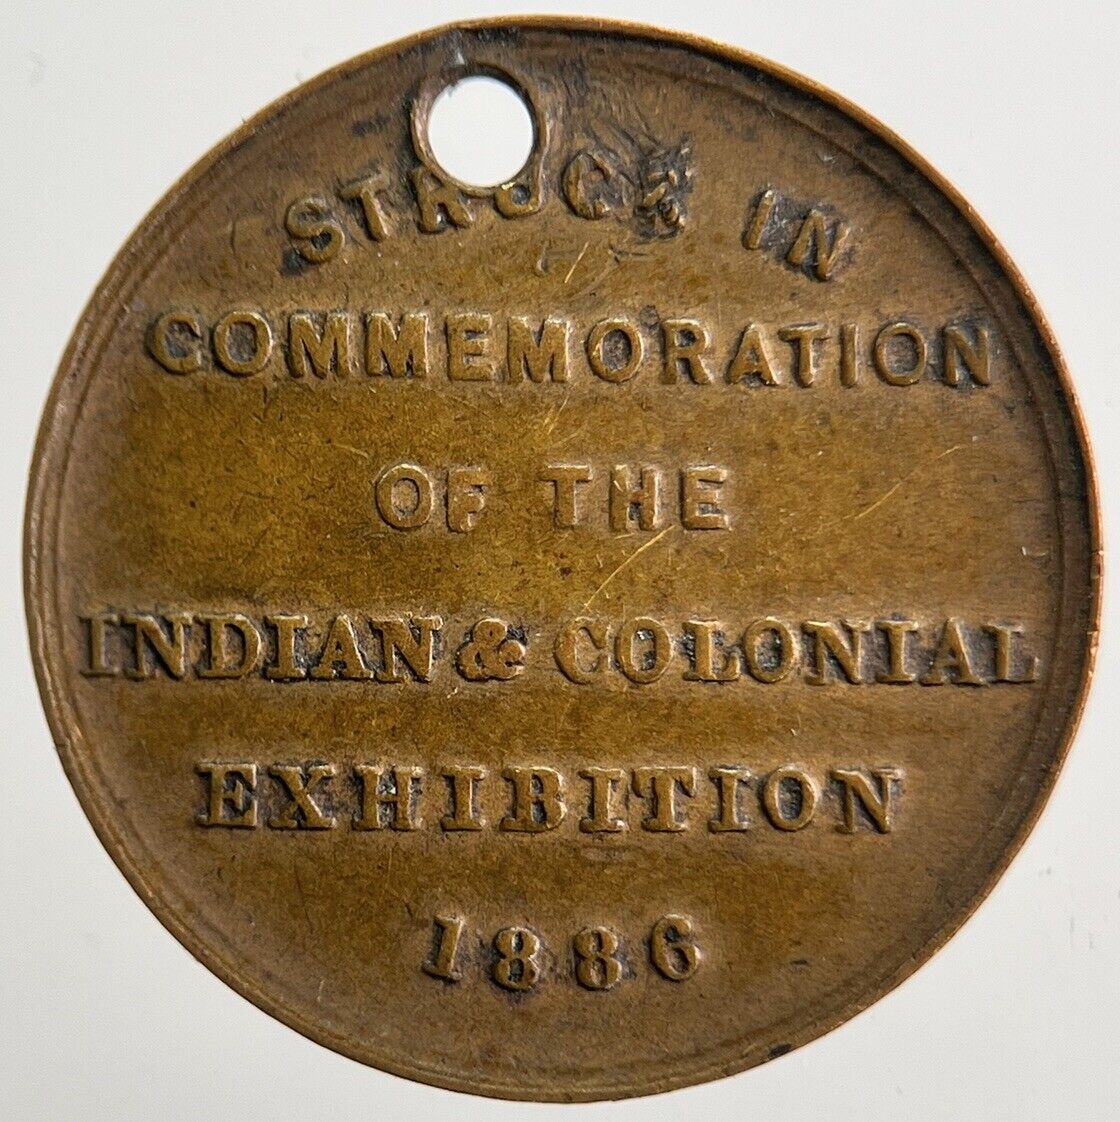 STRUCK IN
COMMEMORATION
OF THE
INDIAN & COLONIAL
EXHIBITION
1886